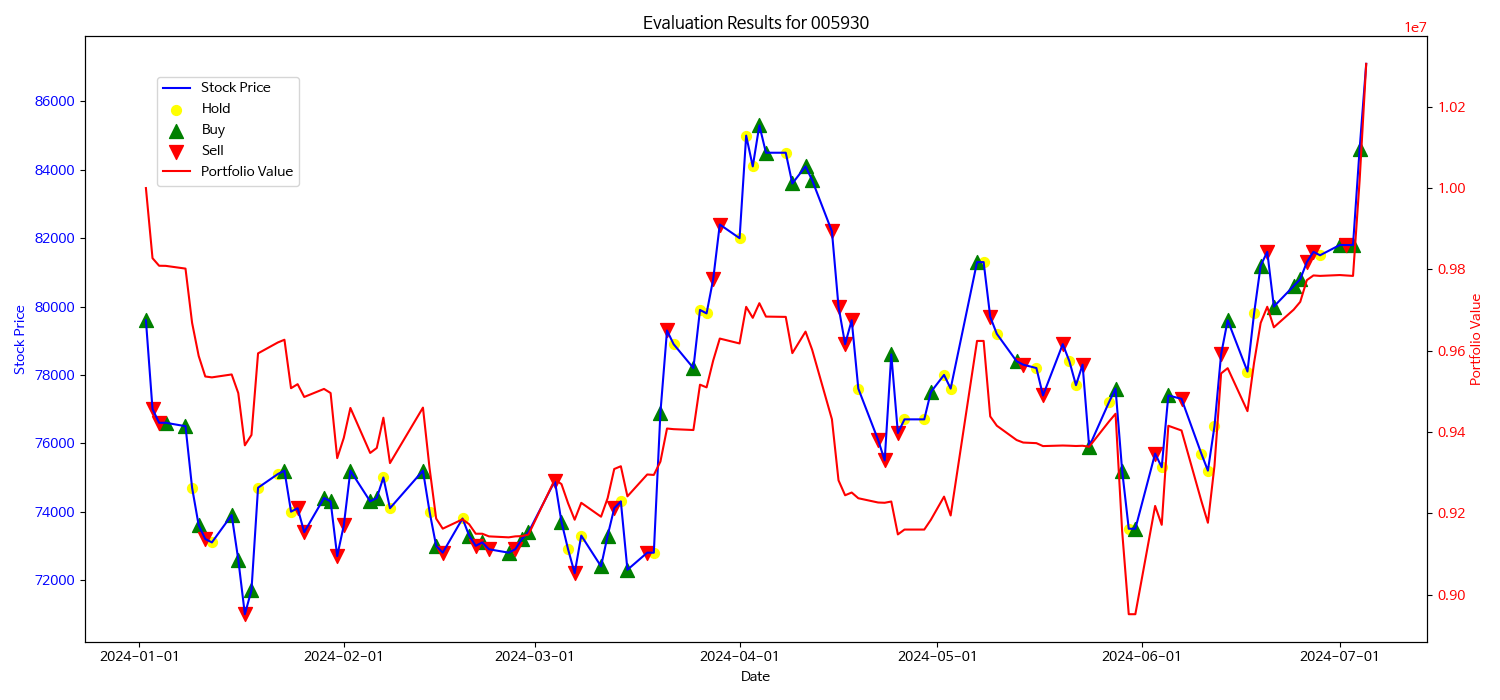 Evaluation Results for 005930
1e7
Stock Price
Hold
Buy
Sell
Portfolio Value
86000
84000
82000
80000
78000
76000
74000
72000
Stock Price
1.02
1.00
0.98
0.96
0.94
0.92
0.90
Portfolio Value
2024-01-01
2024-02-01
2024-03-01
2024-04-01
2024-05-01
2024-06-01
2024-07-01
Date